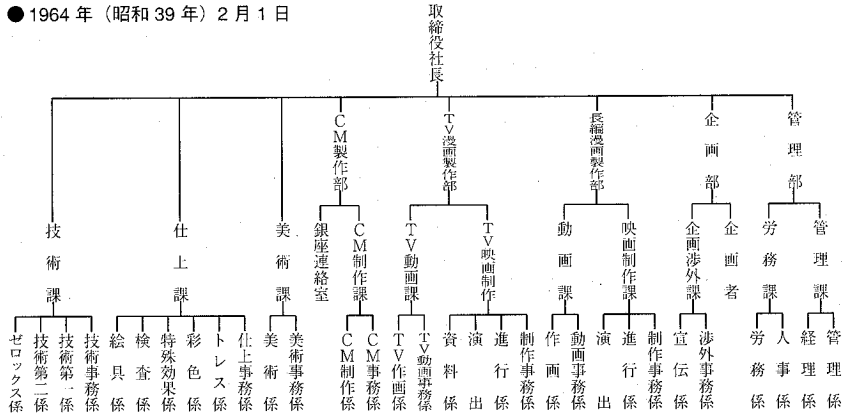 ●1964年（昭和39年）2月1日
取締役社長
管理部
企画部
長編漫画製作部
TV漫画製作部
CM製作部
管理課
労務課
企画者
企画渉外課
映画制作課
動画課
TV映画制作
TV動画課
CM制作課
銀座連絡室
美術課
仕上課
技術課
管理係
経理係
人事係
労務係
渉外事務係
宣伝係
制作事務係
進行係
演出
動画事務係
作画係
制作事務係
進行係
演出
資料係
TV動画事務係
TV作画係
CM事務係
CM制作係
美術事務係
美術係
仕上事務係
トレス係
彩色係
特殊効果係
検査係
絵具係
技術事務係
技術第一係
技術第二係
ゼロックス係